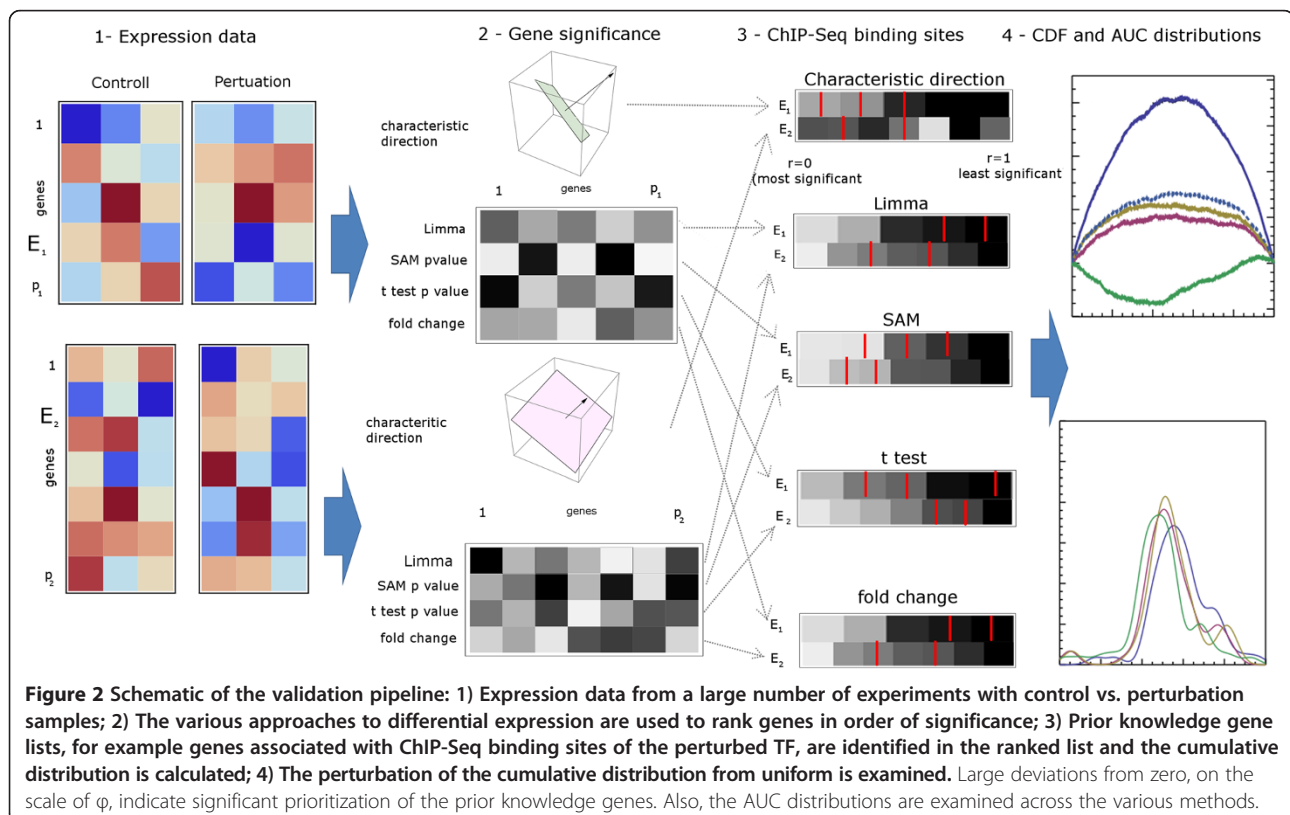 1- Expression data
2 - Gene significance
3 - ChIP-Seq binding sites
4 - CDF and AUC distributions
Controll
Pertuation
1
genes
E1
p1
1
E2
genes
p2
characteristic
direction
1
genes
p1
Limma
SAM pvalue
t test p value
fold change
characteritic
direction
1
genes
p2
Limma
SAM p value
t test p value
fold change
Characteristic direction
E1
E2
r=0
(most significant
r=1
least significant
Limma
E1
E2
SAM
E1
E2
t test
E1
E2
fold change
E1
E2
Figure 2 Schematic of the validation pipeline: 1) Expression data from a large number of experiments with control vs. perturbation
samples; 2) The various approaches to differential expression are used to rank genes in order of significance; 3) Prior knowledge gene
lists, for example genes associated with ChIP-Seq binding sites of the perturbed TF, are identified in the ranked list and the cumulative
distribution is calculated; 4) The perturbation of the cumulative distribution from uniform is examined. Large deviations from zero, on the
scale of φ, indicate significant prioritization of the prior knowledge genes. Also, the AUC distributions are examined across the various methods.